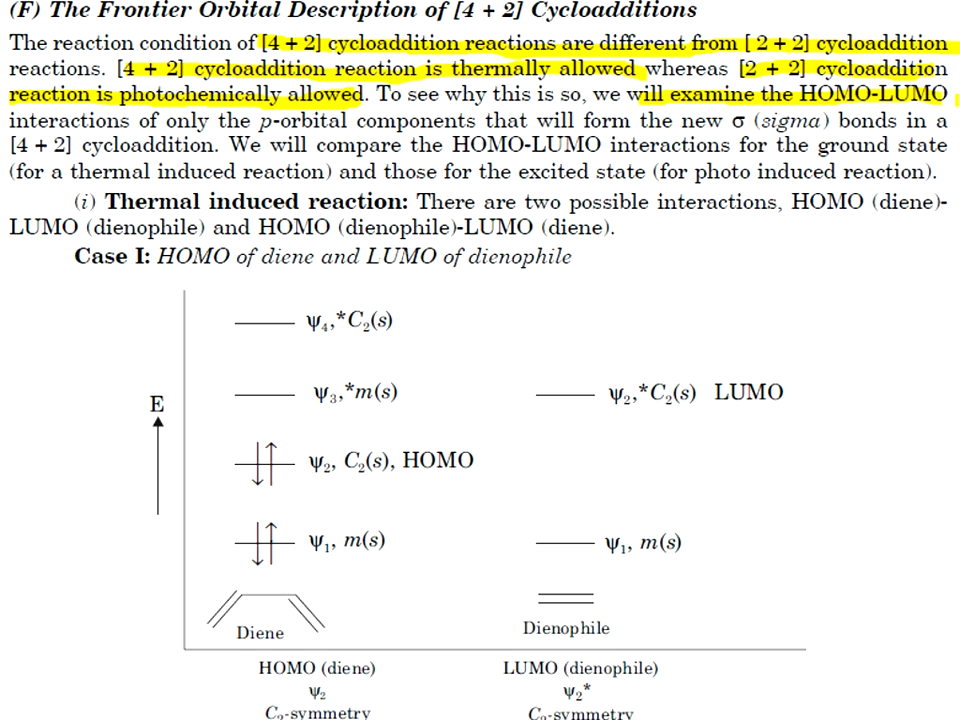 (F) The Frontier Orbital Description of [4 + 2] Cycloadditions
The reaction condition of [4 + 2] cycloaddition reactions are different from [ 2 + 2] cycloaddition
reactions. [4 + 2] cycloaddition reaction is thermally allowed whereas [2 + 2] cycloaddition
reaction is photochemically allowed. To see why this is so, we will examine the HOMO-LUMO
interactions of only the p-orbital components that will form the new σ (sigma) bonds in a
[4 + 2] cycloaddition. We will compare the HOMO-LUMO interactions for the ground state
(for a thermal induced reaction) and those for the excited state (for photo induced reaction).
(i) Thermal induced reaction: There are two possible interactions, HOMO (diene)-
LUMO (dienophile) and HOMO (dienophile)-LUMO (diene).
Case I: HOMO of diene and LUMO of dienophile
ψ₄,*C₂(s)
ψ₃,*m(s)
ψ₂,*C₂(s) LUMO
E
ψ₂, C₂(s), HOMO
ψ₁, m(s)
ψ₁, m(s)
Diene
Dienophile
HOMO (diene)
LUMO (dienophile)
ψ₂
ψ₂*
C₂-symmetry
C₂-symmetry